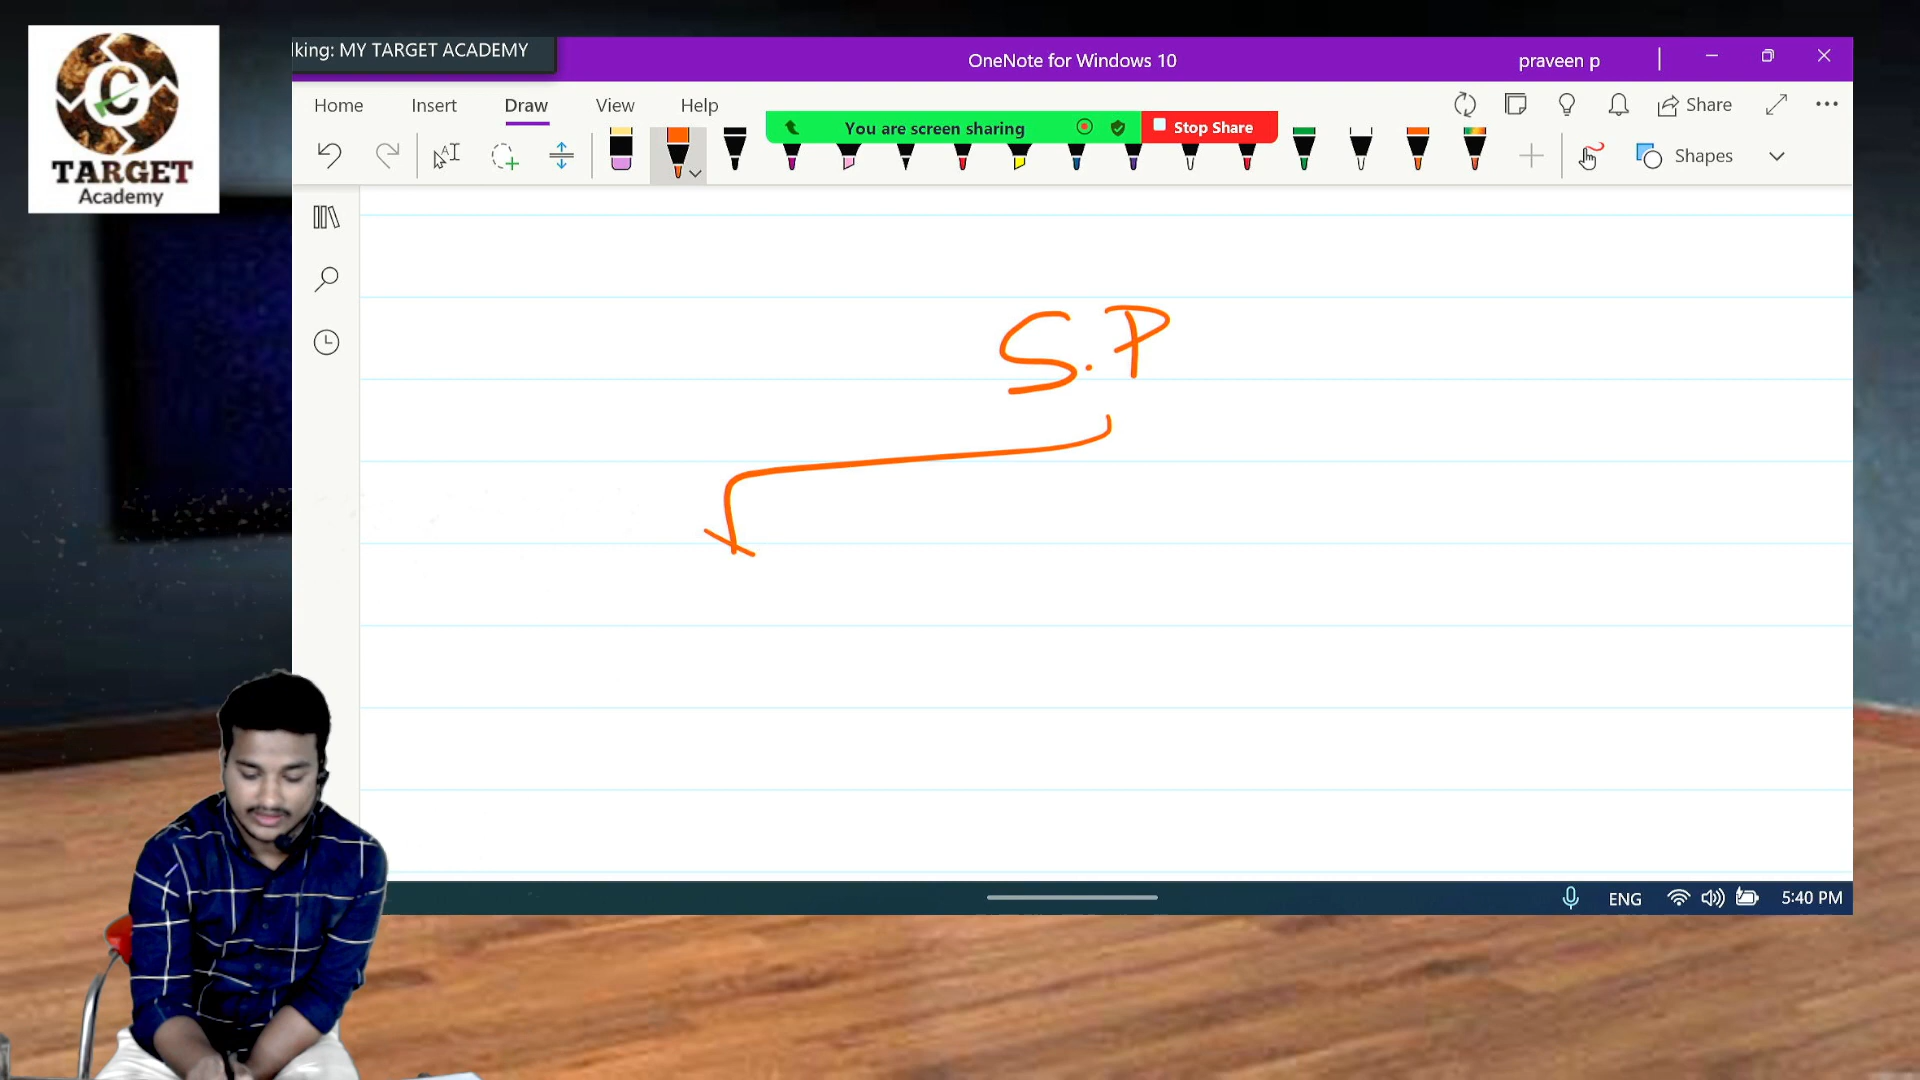 TARGET
Academy
lking: MY TARGET ACADEMY
OneNote for Windows 10
praveen p
Home Insert Draw View Help
Share
You are screen sharing
Stop Share
Shapes
S.P
ENG
5:40 PM